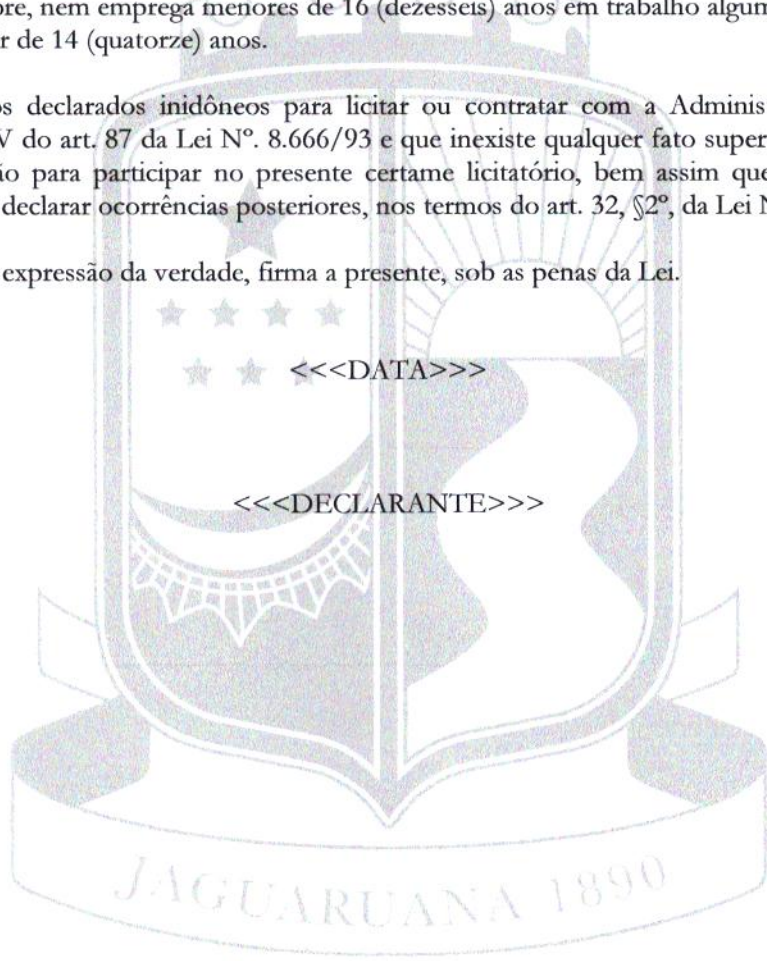 bre, nem emprega menores de 16 (dezesseis) anos em trabalho algum
r de 14 (quatorze) anos.
os declarados inidôneos para licitar ou contratar com a Adminis
V do art. 87 da Lei Nº. 8.666/93 e que inexiste qualquer fato super
ão para participar no presente certame licitatório, bem assim que
declarar ocorrências posteriores, nos termos do art. 32, §2º, da Lei N
expressão da verdade, firma a presente, sob as penas da Lei.
<<<DATA>>>
<<<DECLARANTE>>>
JAGUARUANA 1890